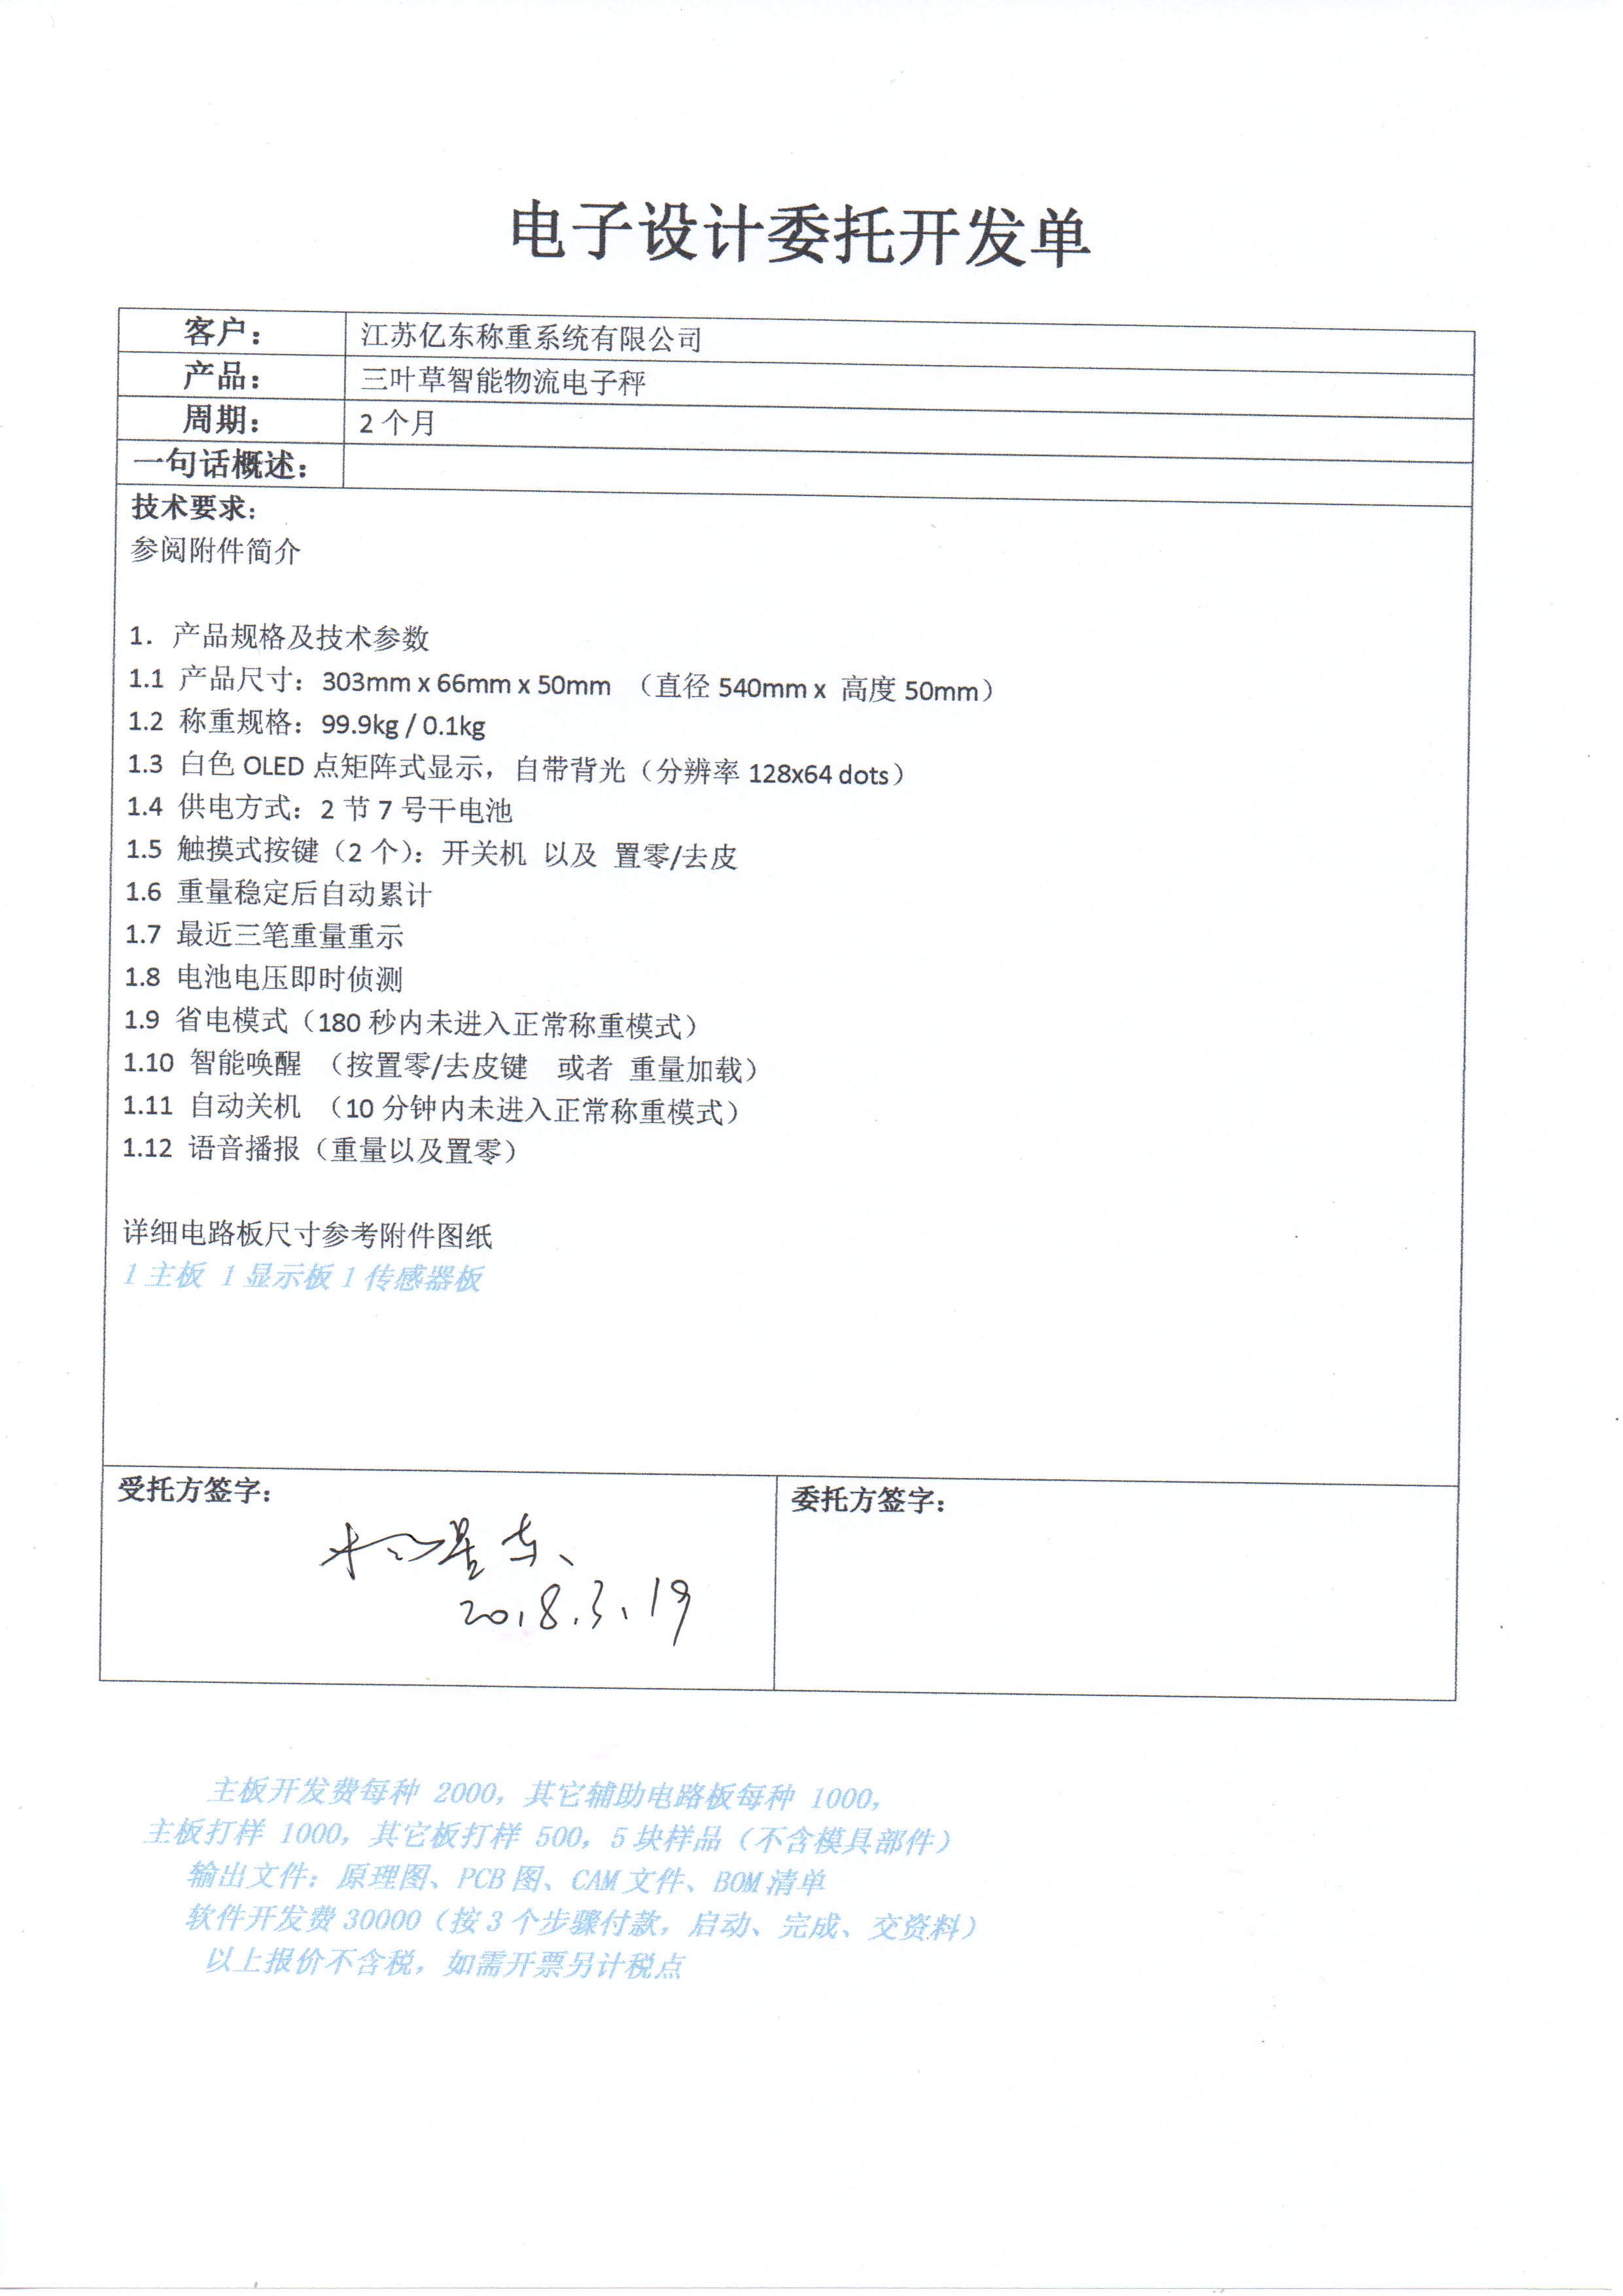 电子设计委托开发单
客户： 江苏亿东称重系统有限公司
产品： 三叶草智能物流电子秤
周期： 2 个月
一句话概述：
技术要求：
参阅附件简介
1. 产品规格及技术参数
1.1 产品尺寸：303mm x 66mm x 50mm （直径 540mm x 高度 50mm）
1.2 称重规格：99.9kg / 0.1kg
1.3 白色 OLED 点矩阵式显示，自带背光（分辨率 128x64 dots）
1.4 供电方式：2 节 7 号干电池
1.5 触摸式按键（2 个）：开关机 以及 置零/去皮
1.6 重量稳定后自动累计
1.7 最近三笔重量重示
1.8 电池电压即时侦测
1.9 省电模式（180 秒内未进入正常称重模式）
1.10 智能唤醒 （按置零/去皮键 或者 重量加载）
1.11 自动关机 （10 分钟内未进入正常称重模式）
1.12 语音播报（重量以及置零）
详细电路板尺寸参考附件图纸
1 主板 1 显示板 1 传感器板
受托方签字： 委托方签字：
2018.3.19
主板开发费每种 2000，其它辅助电路板每种 1000，
主板打样 1000，其它板打样 500，5 块样品（不含模具部件）
输出文件：原理图、PCB 图、CAM 文件、BOM 清单
软件开发费 30000（按 3 个步骤付款，启动、完成、交资料）
以上报价不含税，如需开票另计税点